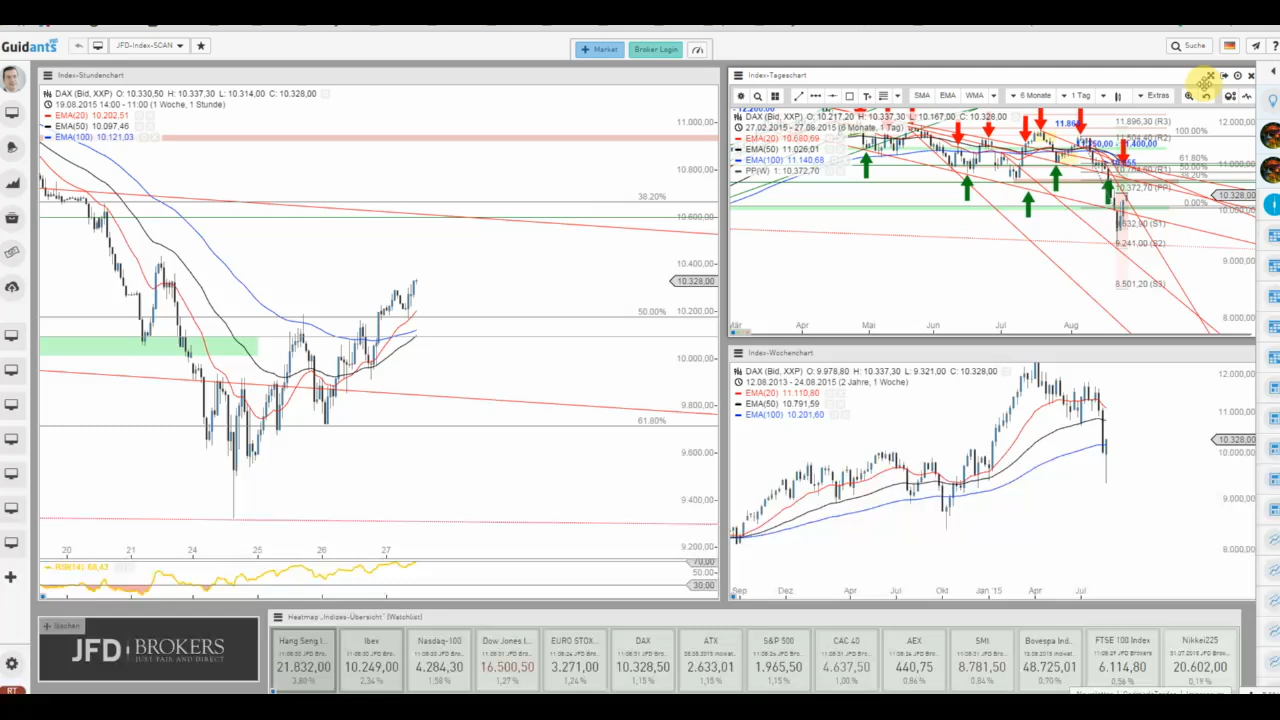 Guidants
JFD-Index-SCAN
Market
Broker Login
Suche
Index-Stundenchart
DAX (Bid, XXP) O: 10.330,50 H: 10.337,30 L: 10.314,00 C: 10.328,00
19.08.2015 14:00 - 11:00 (1 Woche, 1 Stunde)
EMA(20) 10.202,51
EMA(50) 10.097,46
EMA(100) 10.121,03
11.000,00
10.800,00
38.20%
10.600,00
10.400,00
10.328,00
50.00%
10.200,00
10.000,00
9.800,00
61.80%
9.600,00
9.400,00
9.200,00
20 21 24 25 26 27
RSI(14) 68,43
70,00
50,00
30,00
Index-Tageschart
SMA EMA WMA 6 Monate 1 Tag Extras
DAX (Bid, XXP) O: 10.217,20 H: 10.337,30 L: 10.167,00 C: 10.328,00
27.02.2015 - 27.08.2015 (6 Monate, 1 Tag)
EMA(20) 10.680,69
EMA(50) 11.026,01
EMA(100) 11.140,68
PP(W) 1: 10.372,70
11.896,30 (R3)
12.000,00
100.00%
61.80%
11.000,00
50.00%
38.20%
10.372,70 (PP)
10.328,00
0.00%
10.000,00
9.632,90 (S1)
9.241,00 (S2)
9.000,00
8.501,20 (S3)
8.000,00
Mär Apr Mai Jun Jul Aug
Index-Wochenchart
DAX (Bid, XXP) O: 9.978,80 H: 10.337,30 L: 9.321,00 C: 10.328,00
12.08.2013 - 24.08.2015 (2 Jahre, 1 Woche)
EMA(20) 11.110,80
EMA(50) 10.791,59
EMA(100) 10.201,60
12.000,00
11.000,00
10.328,00
10.000,00
9.000,00
8.000,00
Sep Dez Apr Jul Okt Jan '15 Apr Jul
löschen
JFD BROKERS
JUST FAIR AND DIRECT
Heatmap „Indizes-Übersicht“ (Watchlist)
Hang Seng I... Ibex Nasdaq-100 Dow Jones I... EURO STOX... DAX ATX S&P 500 CAC 40 AEX SMI Bovespa Ind... FTSE 100 Index Nikkei225
21.832,00 10.249,00 4.284,30 16.500,50 3.271,00 10.328,50 2.633,01 1.965,50 4.637,50 440,75 8.781,50 48.725,01 6.114,80 20.602,00
3,80% 2,34% 1,58% 1,27% 1,24% 1,15% 1,15% 1,15% 1,00% 0,86% 0,84% 0,70% 0,56% 0,19%
RT